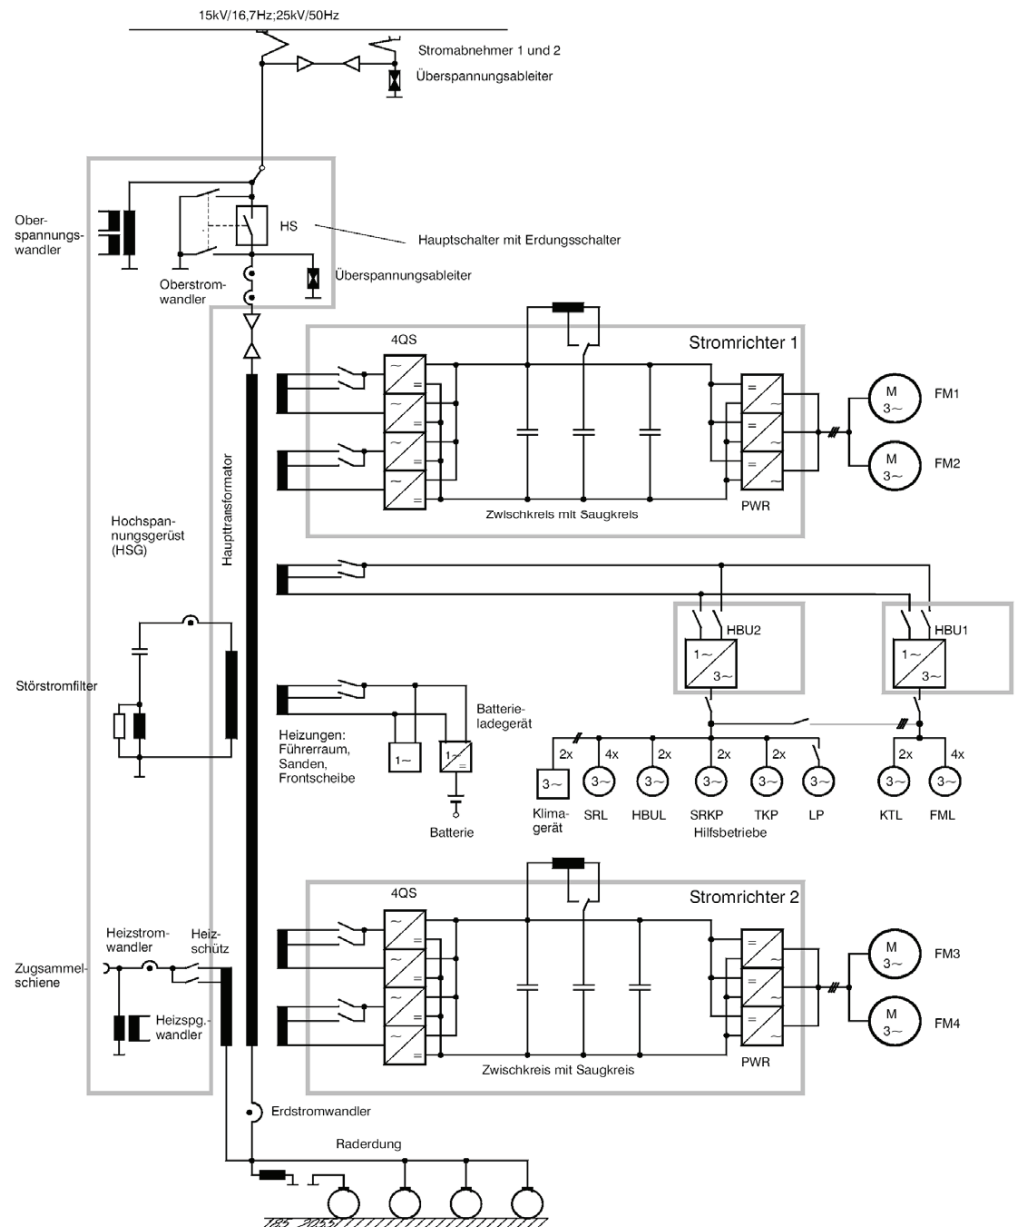 15kV/16,7Hz;25kV/50Hz
Stromabnehmer 1 und 2
Überspannungsableiter
Ober-
spannungs-
wandler
HS
Hauptschalter mit Erdungsschalter
Überspannungsableiter
Oberstrom-
wandler
4QS
Stromrichter 1
~
=
~
=
~
=
~
=
=
~
=
~
=
~
M
3~
FM1
M
3~
FM2
PWR
Zwischkreis mit Saugkreis
Haupttransformator
Hochspan-
nungsgerüst
(HSG)
HBU2
HBU1
1~
3~
1~
3~
Störstromfilter
Batterie-
ladegerät
Heizungen:
Führerraum,
Sanden,
Frontscheibe
1~
1~
=
Batterie
2x
4x
2x
2x
2x
2x
4x
3~
3~
3~
3~
3~
3~
3~
3~
Klima-
gerät
SRL
HBUL
SRKP
TKP
LP
KTL
FML
Hilfsbetriebe
4QS
Stromrichter 2
~
=
~
=
~
=
~
=
=
~
=
~
=
~
M
3~
FM3
M
3~
FM4
PWR
Zwischkreis mit Saugkreis
Heizstrom-
wandler
Heiz-
schütz
Zugsammel-
schiene
Heizspg.-
wandler
Erdstromwandler
Raderdung
185_2055